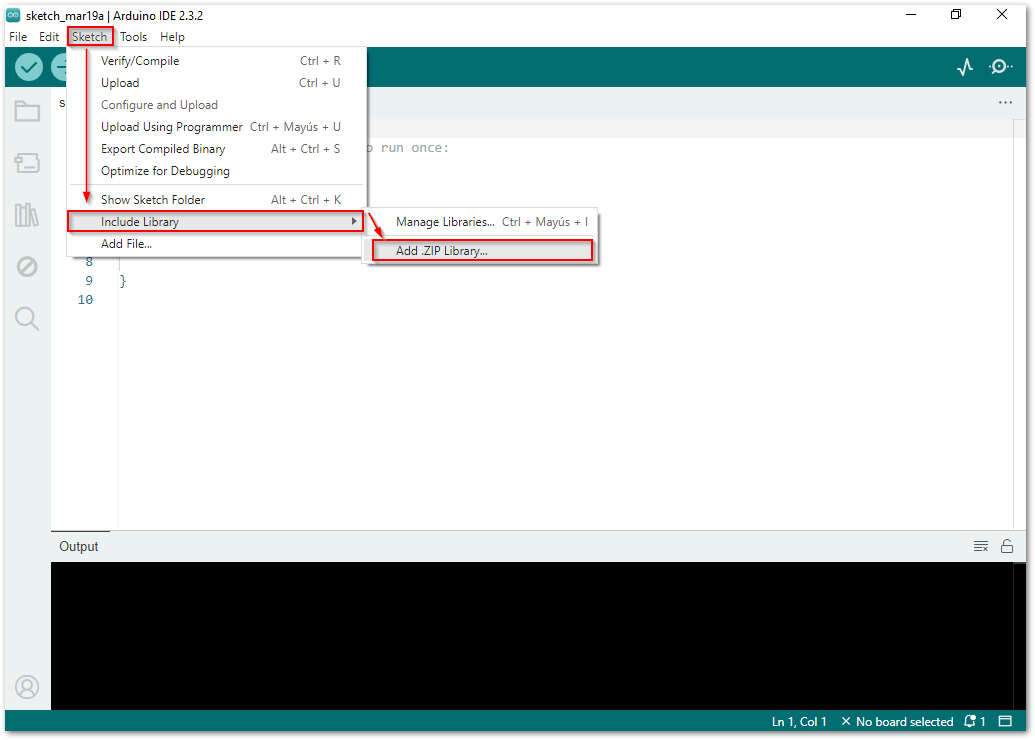 sketch_mar19a | Arduino IDE 2.3.2
File Edit Sketch Tools Help
Verify/Compile Ctrl + R
Upload Ctrl + U
Configure and Upload
Upload Using Programmer Ctrl + Mayús + U
Export Compiled Binary Alt + Ctrl + S
Optimize for Debugging
Show Sketch Folder Alt + Ctrl + K
Include Library
Add File...
Manage Libraries... Ctrl + Mayús + I
Add .ZIP Library...
s
run once:
8
9 }
10
Output
Ln 1, Col 1 No board selected 1